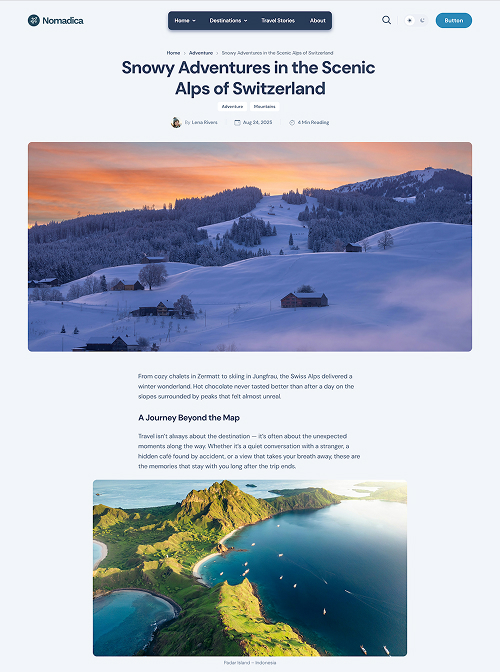 Nomadica
Home Destinations Travel Stories About
Button
Home › Adventure › Snowy Adventures in the Scenic Alps of Switzerland
Snowy Adventures in the Scenic
Alps of Switzerland
Adventure Mountains
By Lena Rivers Aug 24, 2025 4 Min Reading
From cozy chalets in Zermatt to skiing in Jungfrau, the Swiss Alps delivered a
winter wonderland. Hot chocolate never tasted better than after a day on the
slopes surrounded by peaks that felt almost unreal.
A Journey Beyond the Map
Travel isn't always about the destination — it's often about the unexpected
moments along the way. Whether it's a quiet conversation with a stranger, a
hidden café found by accident, or a view that takes your breath away, these are
the memories that stay with you long after the trip ends.
Padar Island – Indonesia